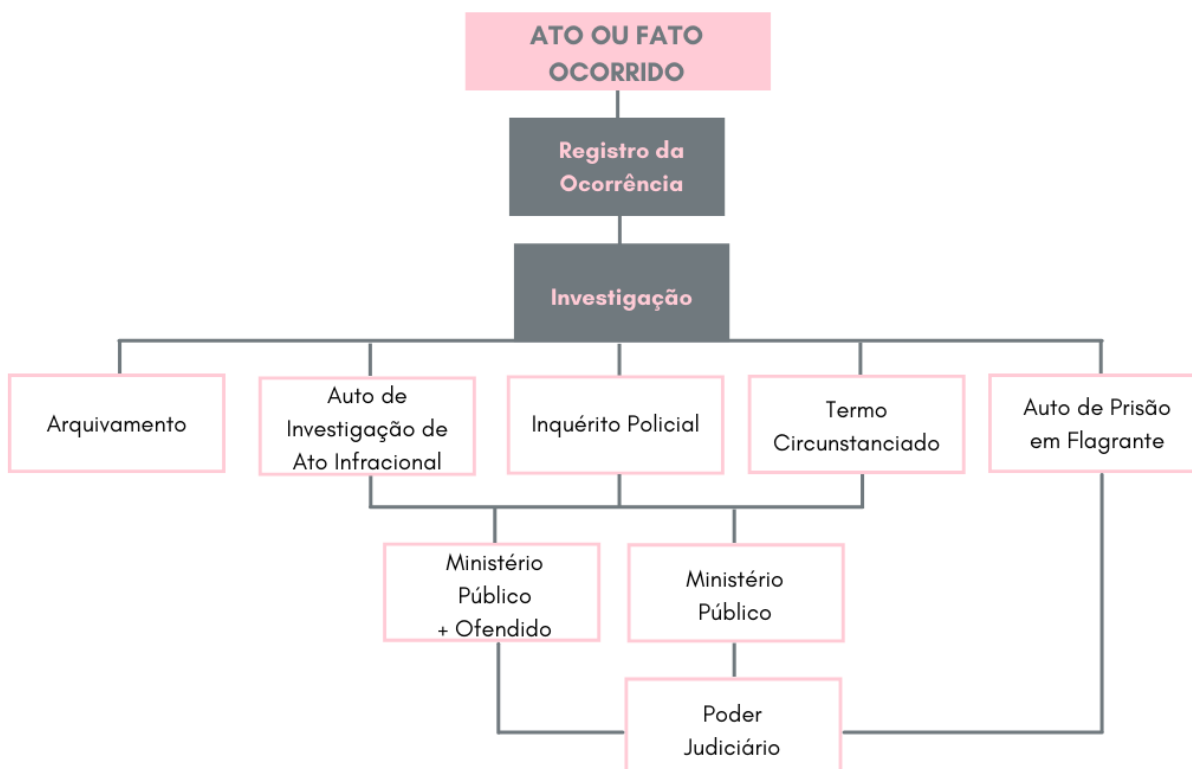 ATO OU FATO
OCORRIDO
Registro da
Ocorrência
Investigação
Arquivamento
Auto de
Investigação de
Ato Infracional
Inquérito Policial
Termo
Circunstanciado
Auto de Prisão
em Flagrante
Ministério
Público
+ Ofendido
Ministério
Público
Poder
Judiciário